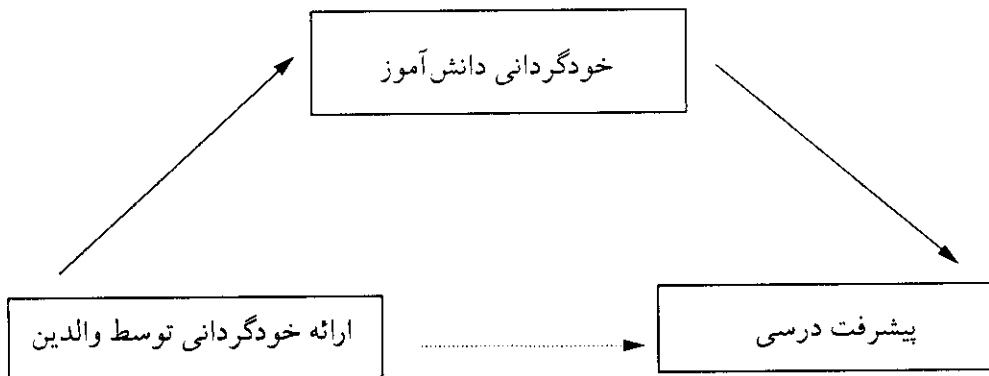 خودگردانی دانش‌آموز
ارائه خودگردانی توسط والدین
پیشرفت درسی